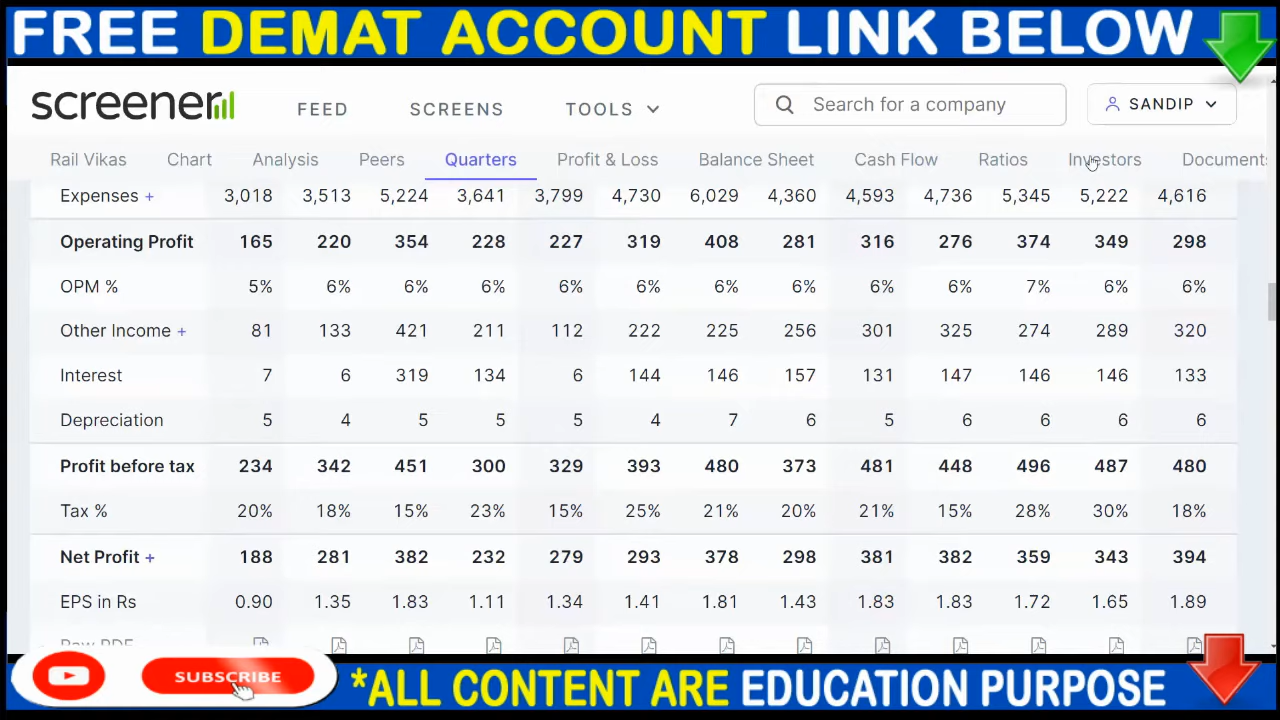 FREE DEMAT ACCOUNT LINK BELOW
screener FEED SCREENS TOOLS Search for a company SANDIP
Rail Vikas Chart Analysis Peers Quarters Profit & Loss Balance Sheet Cash Flow Ratios Investors Documents
Expenses + 3,018 3,513 5,224 3,641 3,799 4,730 6,029 4,360 4,593 4,736 5,345 5,222 4,616
Operating Profit 165 220 354 228 227 319 408 281 316 276 374 349 298
OPM % 5% 6% 6% 6% 6% 6% 6% 6% 6% 6% 7% 6% 6%
Other Income + 81 133 421 211 112 222 225 256 301 325 274 289 320
Interest 7 6 319 134 6 144 146 157 131 147 146 146 133
Depreciation 5 4 5 5 5 4 7 6 5 6 6 6 6
Profit before tax 234 342 451 300 329 393 480 373 481 448 496 487 480
Tax % 20% 18% 15% 23% 15% 25% 21% 20% 21% 15% 28% 30% 18%
Net Profit + 188 281 382 232 279 293 378 298 381 382 359 343 394
EPS in Rs 0.90 1.35 1.83 1.11 1.34 1.41 1.81 1.43 1.83 1.83 1.72 1.65 1.89
Raw PDF
SUBSCRIBE
*ALL CONTENT ARE EDUCATION PURPOSE